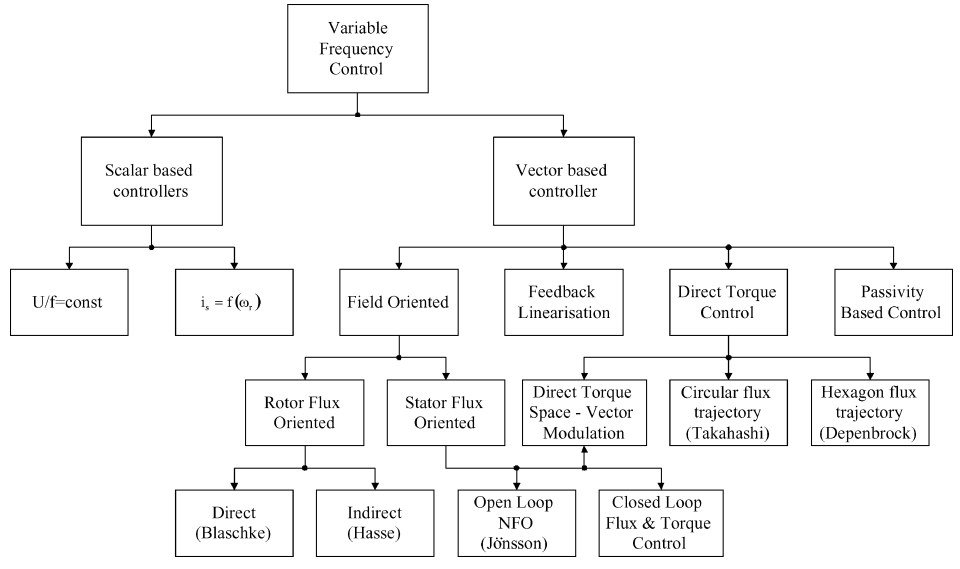 Variable
Frequency
Control
Scalar based
controllers
Vector based
controller
U/f=const
i_s = f(ω_r)
Field Oriented
Feedback
Linearisation
Direct Torque
Control
Passivity
Based Control
Rotor Flux
Oriented
Stator Flux
Oriented
Direct Torque
Space - Vector
Modulation
Circular flux
trajectory
(Takahashi)
Hexagon flux
trajectory
(Depenbrock)
Direct
(Blaschke)
Indirect
(Hasse)
Open Loop
NFO
(Jönsson)
Closed Loop
Flux & Torque
Control